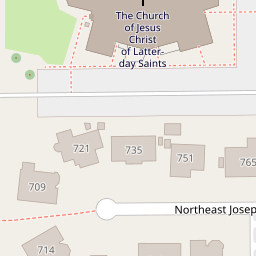 The Church
of Jesus
Christ
of Latter-
day Saints
721
735
751
765
709
Northeast Josep
714